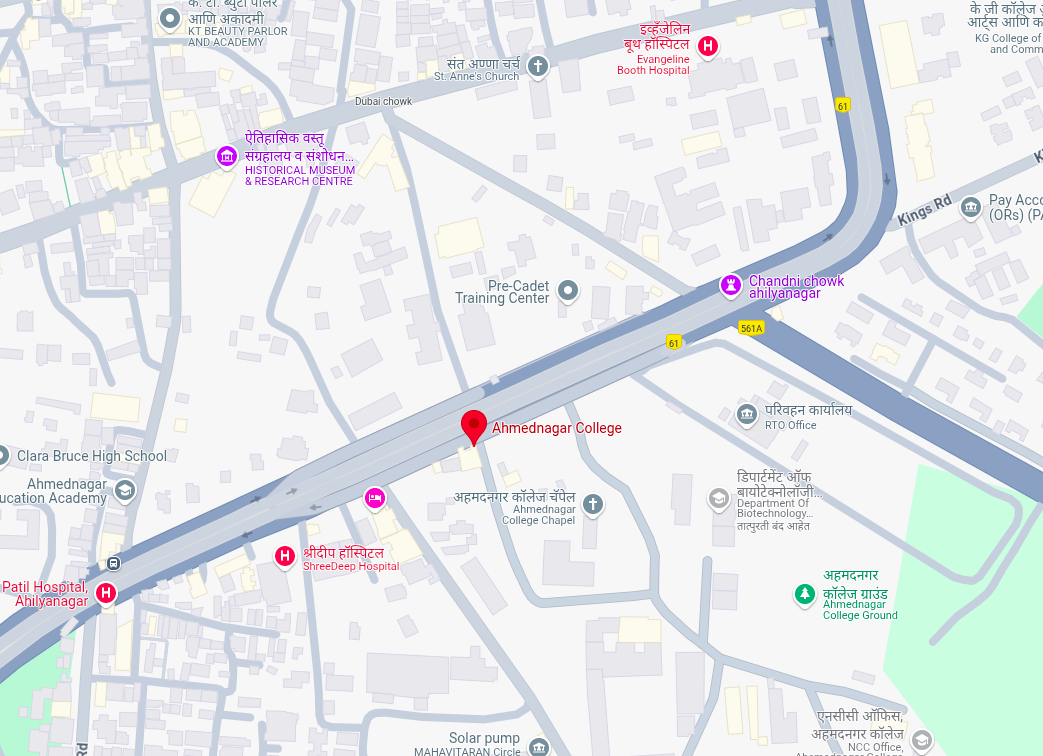 के. टी. ब्युटी पार्लर
आणि अकादमी
KT BEAUTY PARLOR
AND ACADEMY
इव्हँजेलिन
बूथ हॉस्पिटल
Evangeline
Booth Hospital
के जी कॉलेज
आर्ट्स आणि
KG College of
and Comm
संत अण्णा चर्च
St. Anne's Church
Dubai chowk
61
ऐतिहासिक वस्तू
संग्रहालय व संशोधन...
HISTORICAL MUSEUM
& RESEARCH CENTRE
Kings Rd
Pay Acco
(ORs) (PA
Pre-Cadet
Training Center
Chandni chowk
ahilyanagar
561A
61
परिवहन कार्यालय
RTO Office
Ahmednagar College
Clara Bruce High School
Ahmednagar
ucation Academy
अहमदनगर कॉलेज चॅपेल
Ahmednagar
College Chapel
डिपार्टमेंट ऑफ
बायोटेक्नोलॉजी...
Department Of
Biotechnology...
तात्पुरती बंद आहेत
श्रीदीप हॉस्पिटल
ShreeDeep Hospital
Patil Hospital,
Ahilyanagar
अहमदनगर
कॉलेज ग्राउंड
Ahmednagar
College Ground
एनसीसी ऑफिस,
अहमदनगर कॉलेज
NCC Office,
Ahmednagar College
Solar pump
MAHAVITARAN Circle
Rd